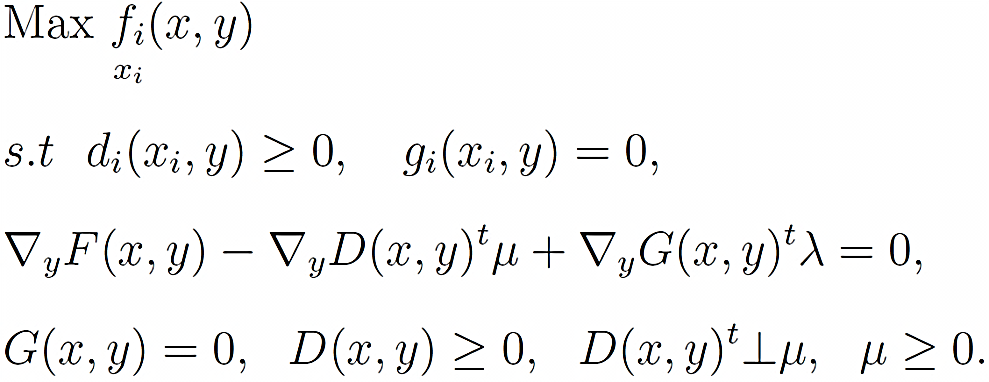 Max f_i(x, y)
x_i
s.t d_i(x_i, y) ≥ 0, g_i(x_i, y) = 0,
∇_y F(x, y) − ∇_y D(x, y)^t μ + ∇_y G(x, y)^t λ = 0,
G(x, y) = 0, D(x, y) ≥ 0, D(x, y)^t ⊥ μ, μ ≥ 0.